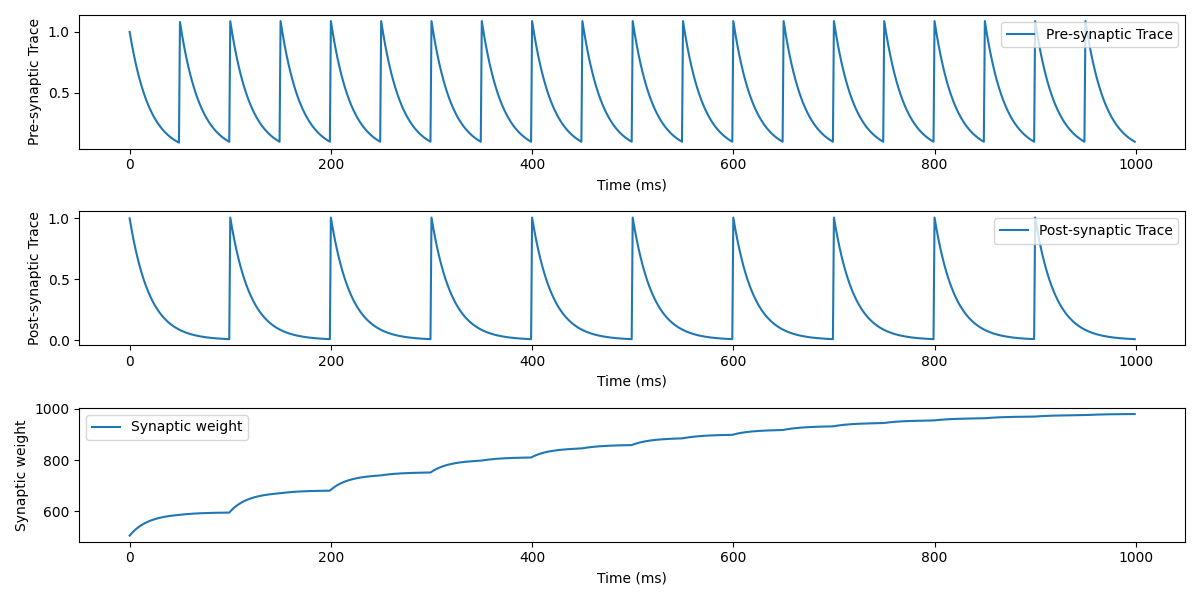 Pre-synaptic Trace
1.0
0.5
Pre-synaptic Trace
0 200 400 600 800 1000
Time (ms)
Post-synaptic Trace
1.0
0.5
0.0
Post-synaptic Trace
0 200 400 600 800 1000
Time (ms)
Synaptic weight
1000
800
600
Synaptic weight
0 200 400 600 800 1000
Time (ms)